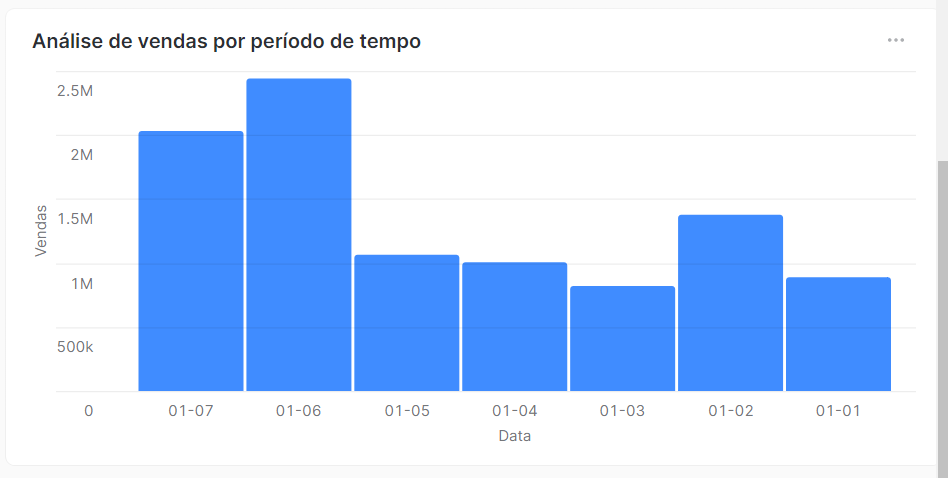 Análise de vendas por período de tempo
2.5M
2M
1.5M
1M
500k
0
Vendas
01-07 01-06 01-05 01-04 01-03 01-02 01-01
Data